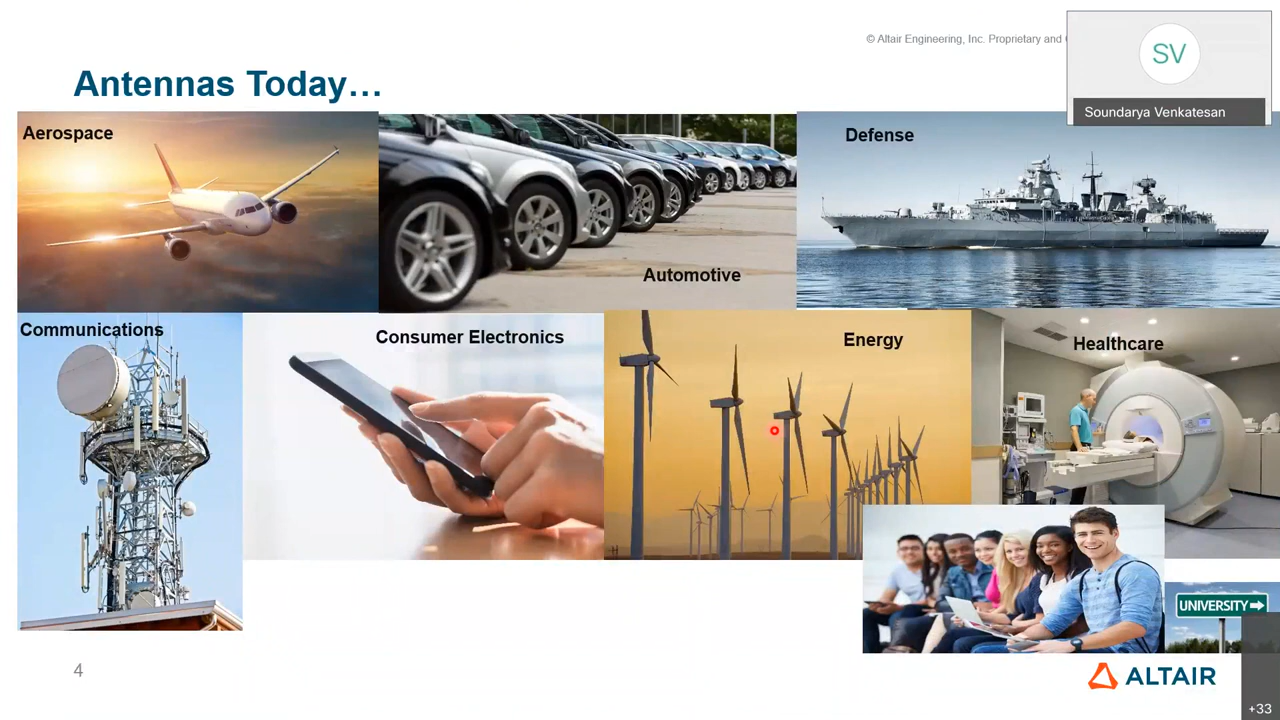 © Altair Engineering, Inc. Proprietary and
SV
Soundarya Venkatesan
Antennas Today…
Aerospace
Automotive
Defense
Communications
Consumer Electronics
Energy
Healthcare
UNIVERSITY
4
ALTAIR
+33